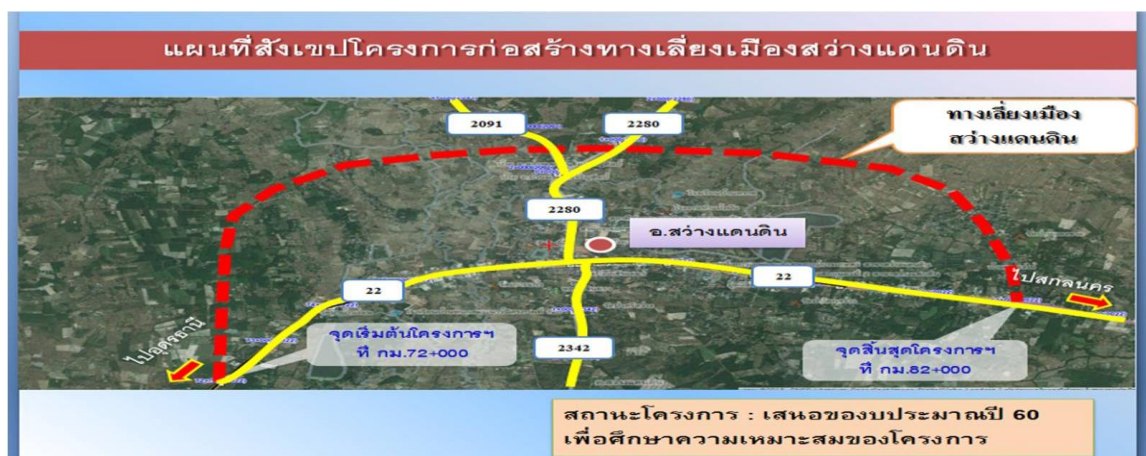 แผนที่สังเขปโครงการก่อสร้างทางเลี่ยงเมืองสว่างแดนดิน
2091
2280
ทางเลี่ยงเมือง
สว่างแดนดิน
2280
อ.สว่างแดนดิน
22
22
ไปสกลนคร
ไปอุดรธานี
จุดเริ่มต้นโครงการฯ
ที่ กม.72+000
2342
จุดสิ้นสุดโครงการฯ
ที่ กม.82+000
สถานะโครงการ : เสนอของบประมาณปี 60
เพื่อศึกษาความเหมาะสมของโครงการ